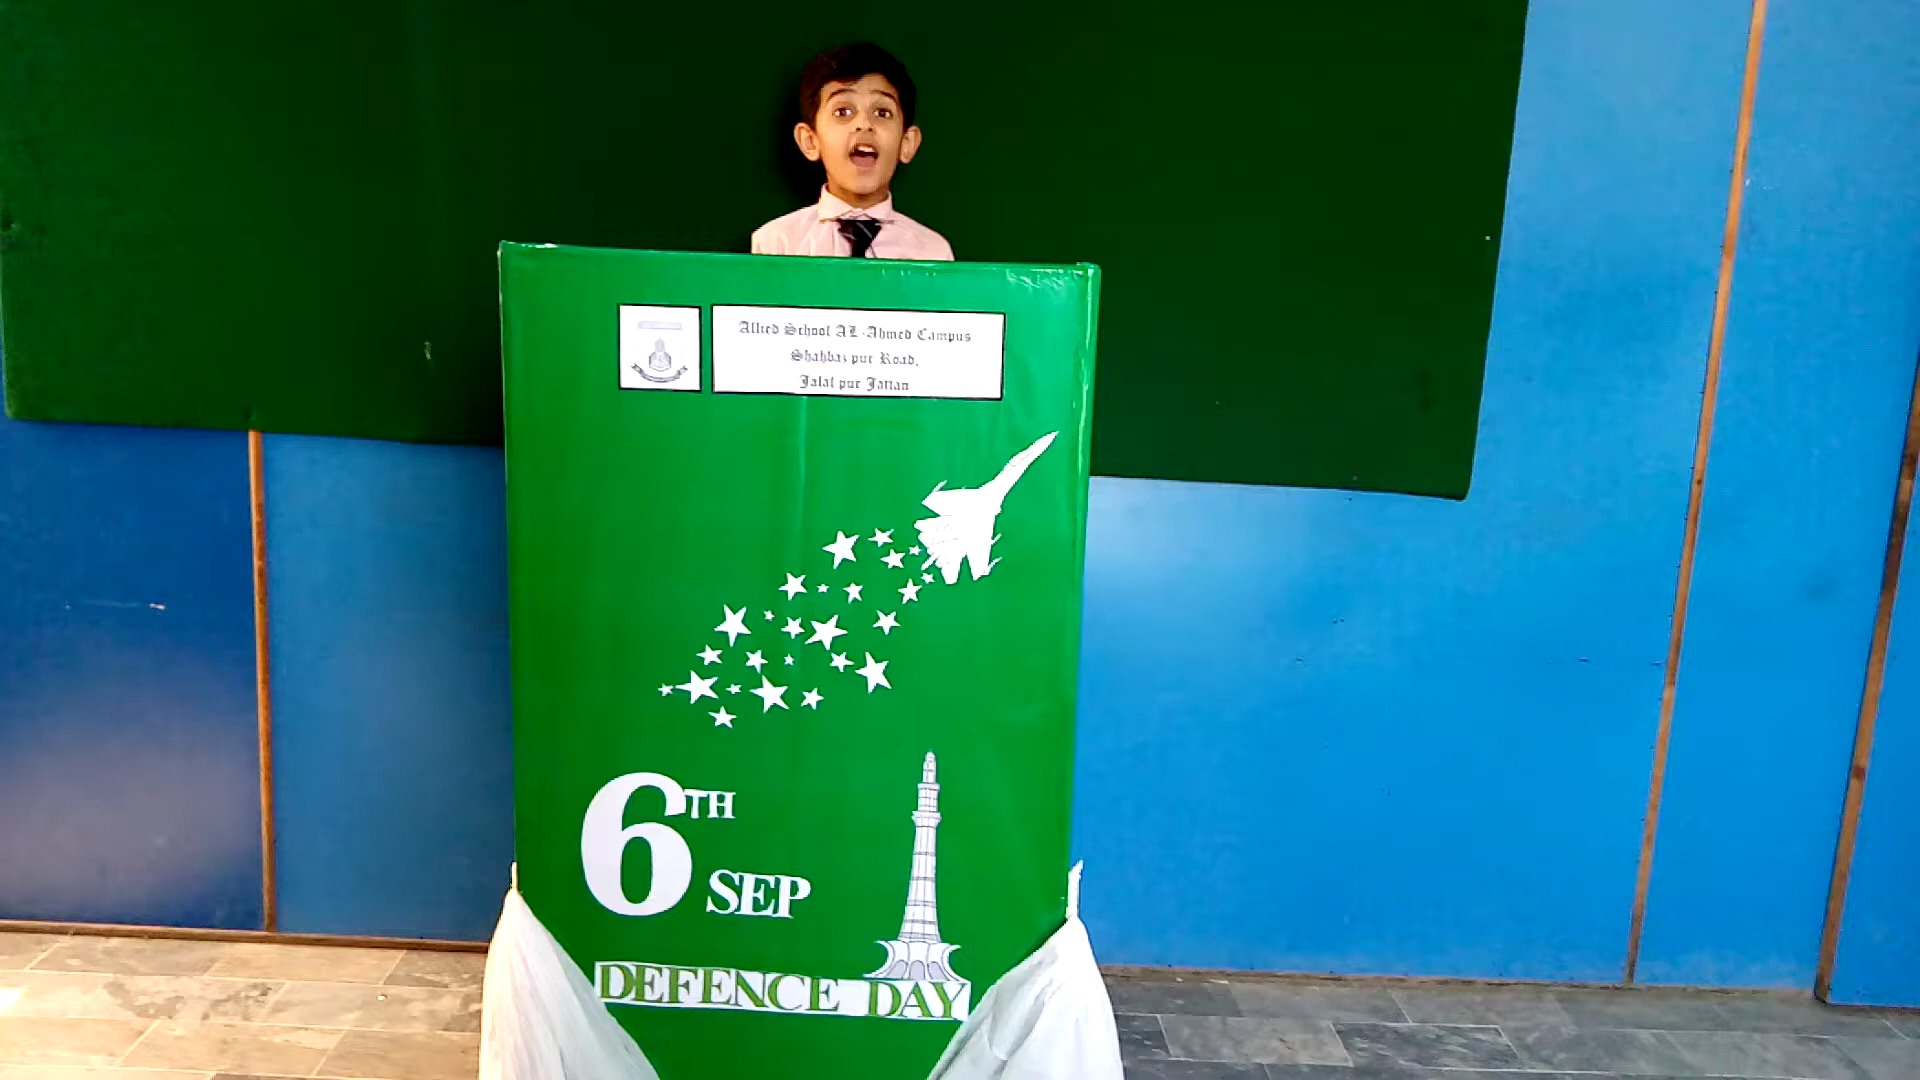 Allied School AL-Ahmed Campus
Shahbaz pur Road,
Jalal pur Jattan
6TH
SEP
DEFENCE DAY